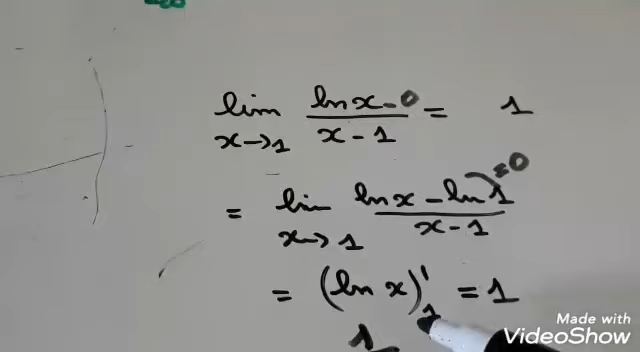 lim x→1 (ln x - 0)/(x - 1) = 1
= lim x→1 (ln x - ln 1)/(x - 1) = 0
= (ln x)'₁ = 1
1
Made with
VideoShow